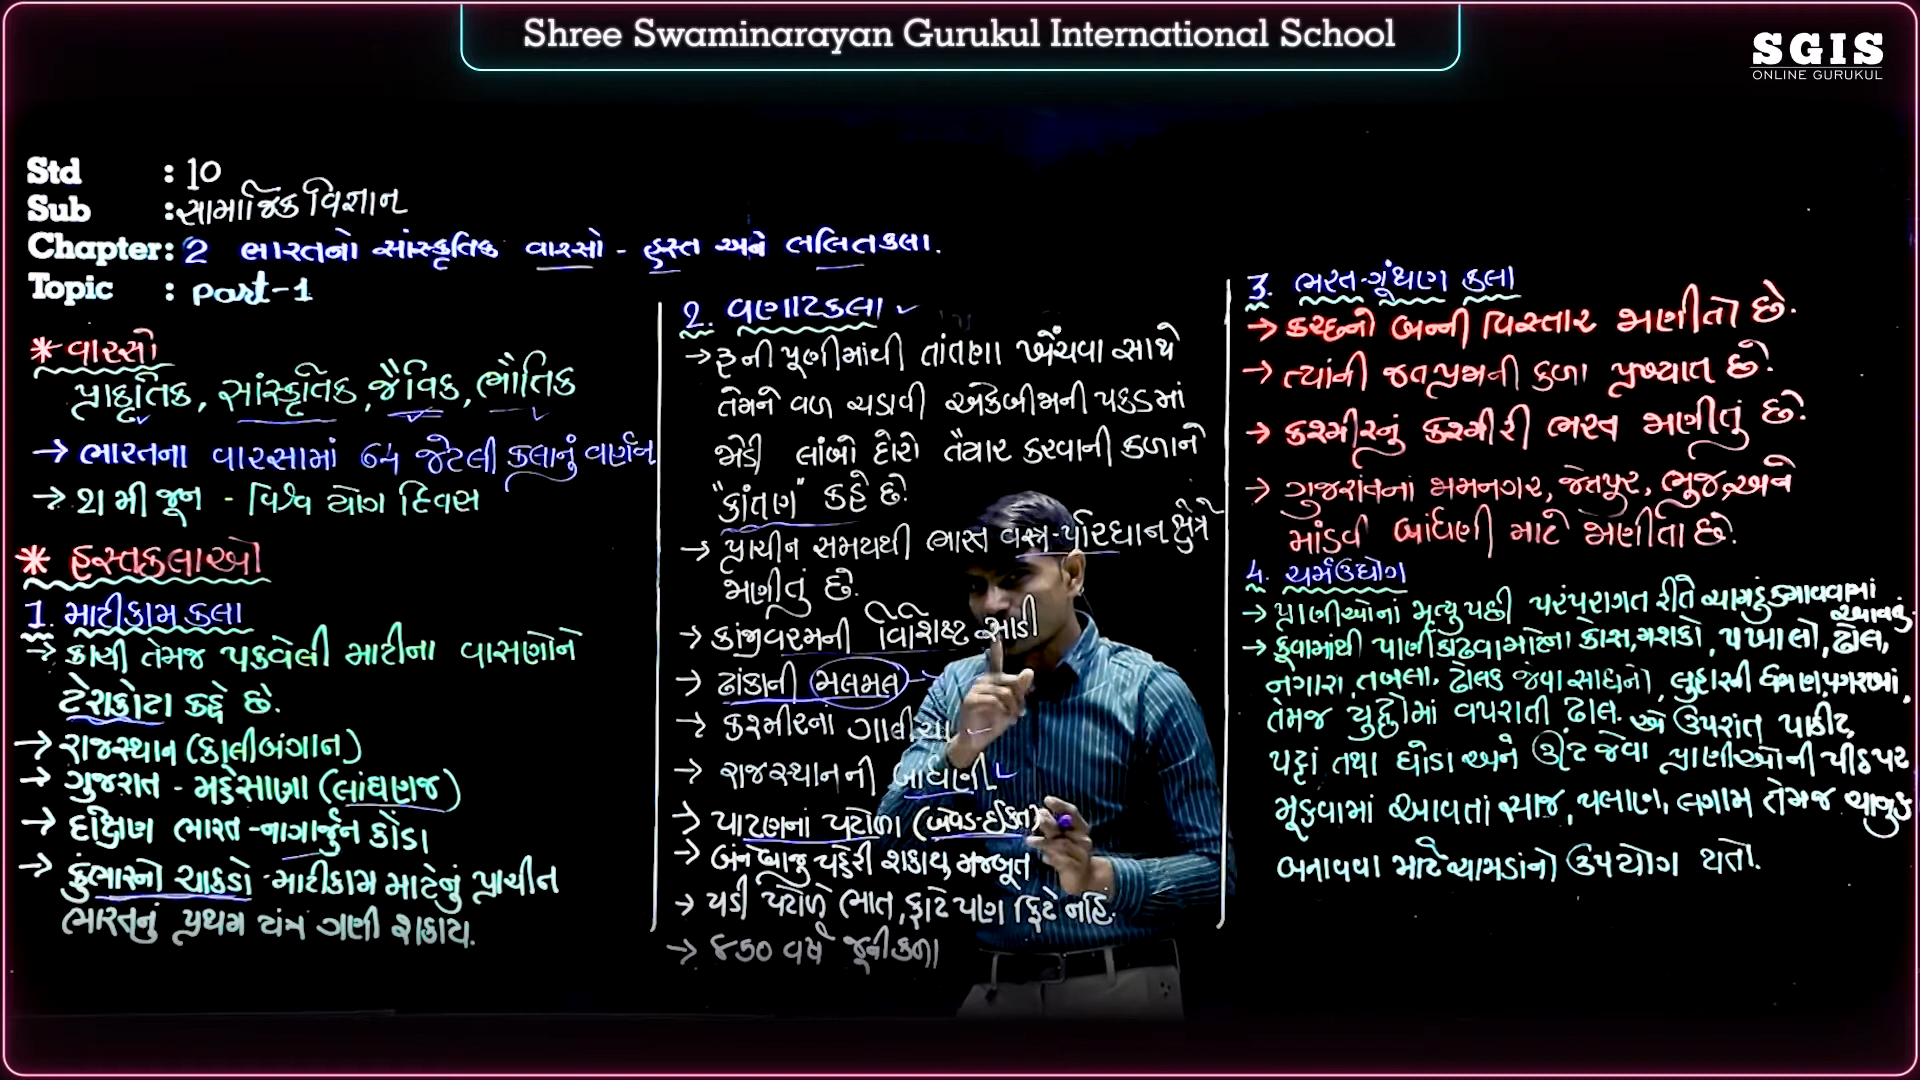 Shree Swaminarayan Gurukul International School
SGIS
ONLINE GURUKUL
Std : 10
Sub : સામાજિક વિજ્ઞાન
Chapter: 2 ભારતનો સાંસ્કૃતિક વારસો - હસ્ત અને લલિતકલા.
Topic : Part-1
* વારસો
પ્રાકૃતિક, સાંસ્કૃતિક, જૈવિક, ભૌતિક
→ ભારતના વારસામાં 64 જેટલી કલાનું વર્ણન
→ 21 મી જૂન - વિશ્વ યોગ દિવસ
* હસ્તકલાઓ
1. માટીકામ કલા
→ કાચી તેમજ પકવેલી માટીના વાસણોને
ટેરાકોટા કહે છે.
→ રાજસ્થાન (કાલીબંગાન)
→ ગુજરાત - મહેસાણા (લાંઘણજ)
→ દક્ષિણ ભારત - નાગાર્જુન કોંડા
→ કુંભારનો ચાકડો - માટીકામ માટેનું પ્રાચીન
ભારતનું પ્રથમ યંત્ર ગણી શકાય.
2. વણાટકલા
→ રૂની પૂણીમાંથી તાંતણા ખેંચવા સાથે
તેમને વળ ચડાવી એકબીજાની પકડમાં
ભેડી લાંબો દોરો તૈયાર કરવાની કળાને
"કાંતણ" કહે છે.
→ પ્રાચીન સમયથી ભારત વસ્ત્ર-પરિધાન ક્ષેત્રે
જાણીતું છે.
→ કાંજીવરમની વિશિષ્ટ સાડી
→ ઢાંકાની મલમલ
→ કશ્મીરના ગાલીચા
→ રાજસ્થાનની બાંધણી
→ પાટણનાં પટોળા (બેવડ-ઈકત)
→ બંને બાજુ પહેરી શકાય, મજબૂત
→ પડી પટોળે ભાત, ફાટે પણ ફિટે નહિ.
→ 850 વર્ષ જૂની કળા
3. ભરત-ગૂંથણ કલા
→ કચ્છનો બન્ની વિસ્તાર જાણીતો છે.
→ ત્યાંની જતપ્રજાની કળા પ્રખ્યાત છે.
→ કશ્મીરનું કશ્મીરી ભરત જાણીતું છે.
→ ગુજરાતના જામનગર, જેતપુર, ભુજ, અને
માંડવી બાંધણી માટે જાણીતા છે.
4. ચર્મઉદ્યોગ
→ પ્રાણીઓનાં મૃત્યુ પછી પરંપરાગત રીતે ચામડું કમાવવામાં આવતું.
→ કૂવામાંથી પાણી કાઢવા માટેના કોસ, મશકો, પખાલો, ઢોલ,
નગારા, તબલા, ઢોલક જેવા સાધનો, લુહારની ધમણ, પગરખાં,
તેમજ યુદ્ધોમાં વપરાતી ઢાલ. એ ઉપરાંત પાકીટ,
પટ્ટાં તથા ઘોડા અને ઊંટ જેવા પ્રાણીઓની પીઠ પર
મૂકવામાં આવતાં સાજ, પલાણ, લગામ તેમજ ચાબુક
બનાવવા માટે ચામડાંનો ઉપયોગ થતો.